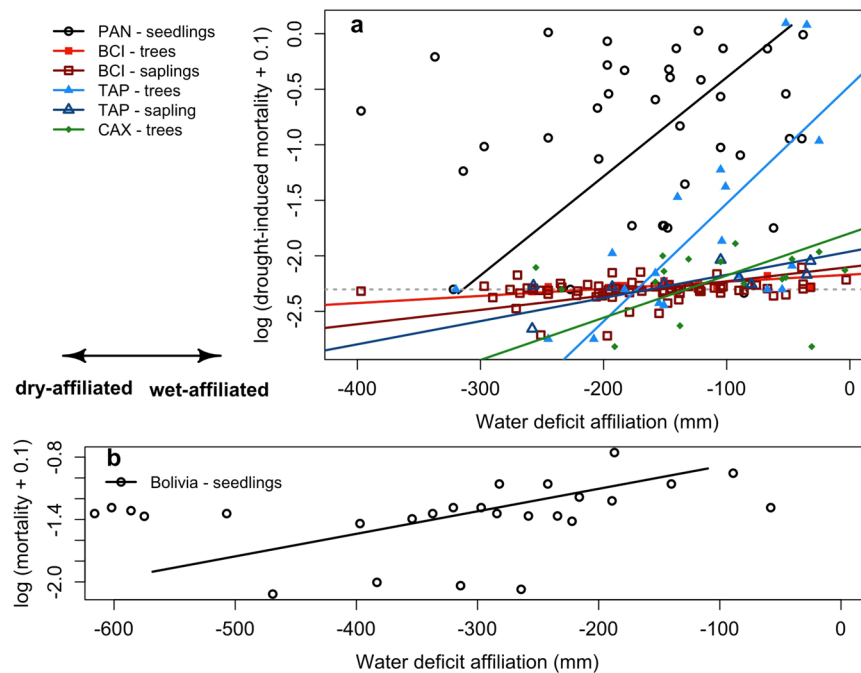 a
PAN - seedlings
BCI - trees
BCI - saplings
TAP - trees
TAP - sapling
CAX - trees
log (drought-induced mortality + 0.1)
0.0
-0.5
-1.0
-1.5
-2.0
-2.5
-400 -300 -200 -100 0
Water deficit affiliation (mm)
dry-affiliated wet-affiliated
b
Bolivia - seedlings
log (mortality + 0.1)
-0.8
-1.4
-2.0
-600 -500 -400 -300 -200 -100 0
Water deficit affiliation (mm)